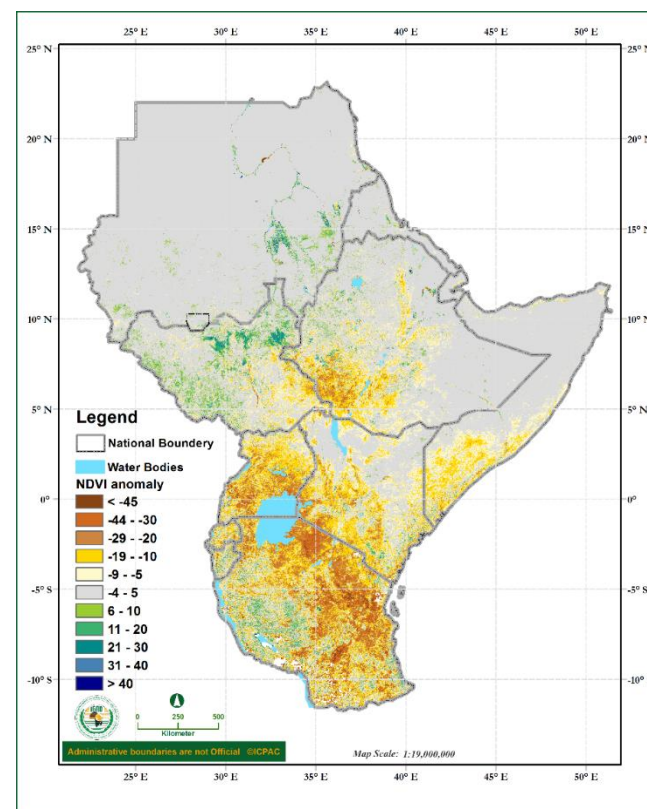 25° E 30° E 35° E 40° E 45° E 50° E
25° N 25° N
20° N 20° N
15° N 15° N
10° N 10° N
5° N 5° N
0° 0°
-5° S -5° S
-10° S -10° S
Legend
National Boundery
Water Bodies
NDVI anomaly
< -45
-44 - -30
-29 - -20
-19 - -10
-9 - -5
-4 - 5
6 - 10
11 - 20
21 - 30
31 - 40
> 40
0 250 500
Kilometer
Administrative boundaries are not Official ©ICPAC
Map Scale: 1:19,000,000
25° E 30° E 35° E 40° E 45° E 50° E